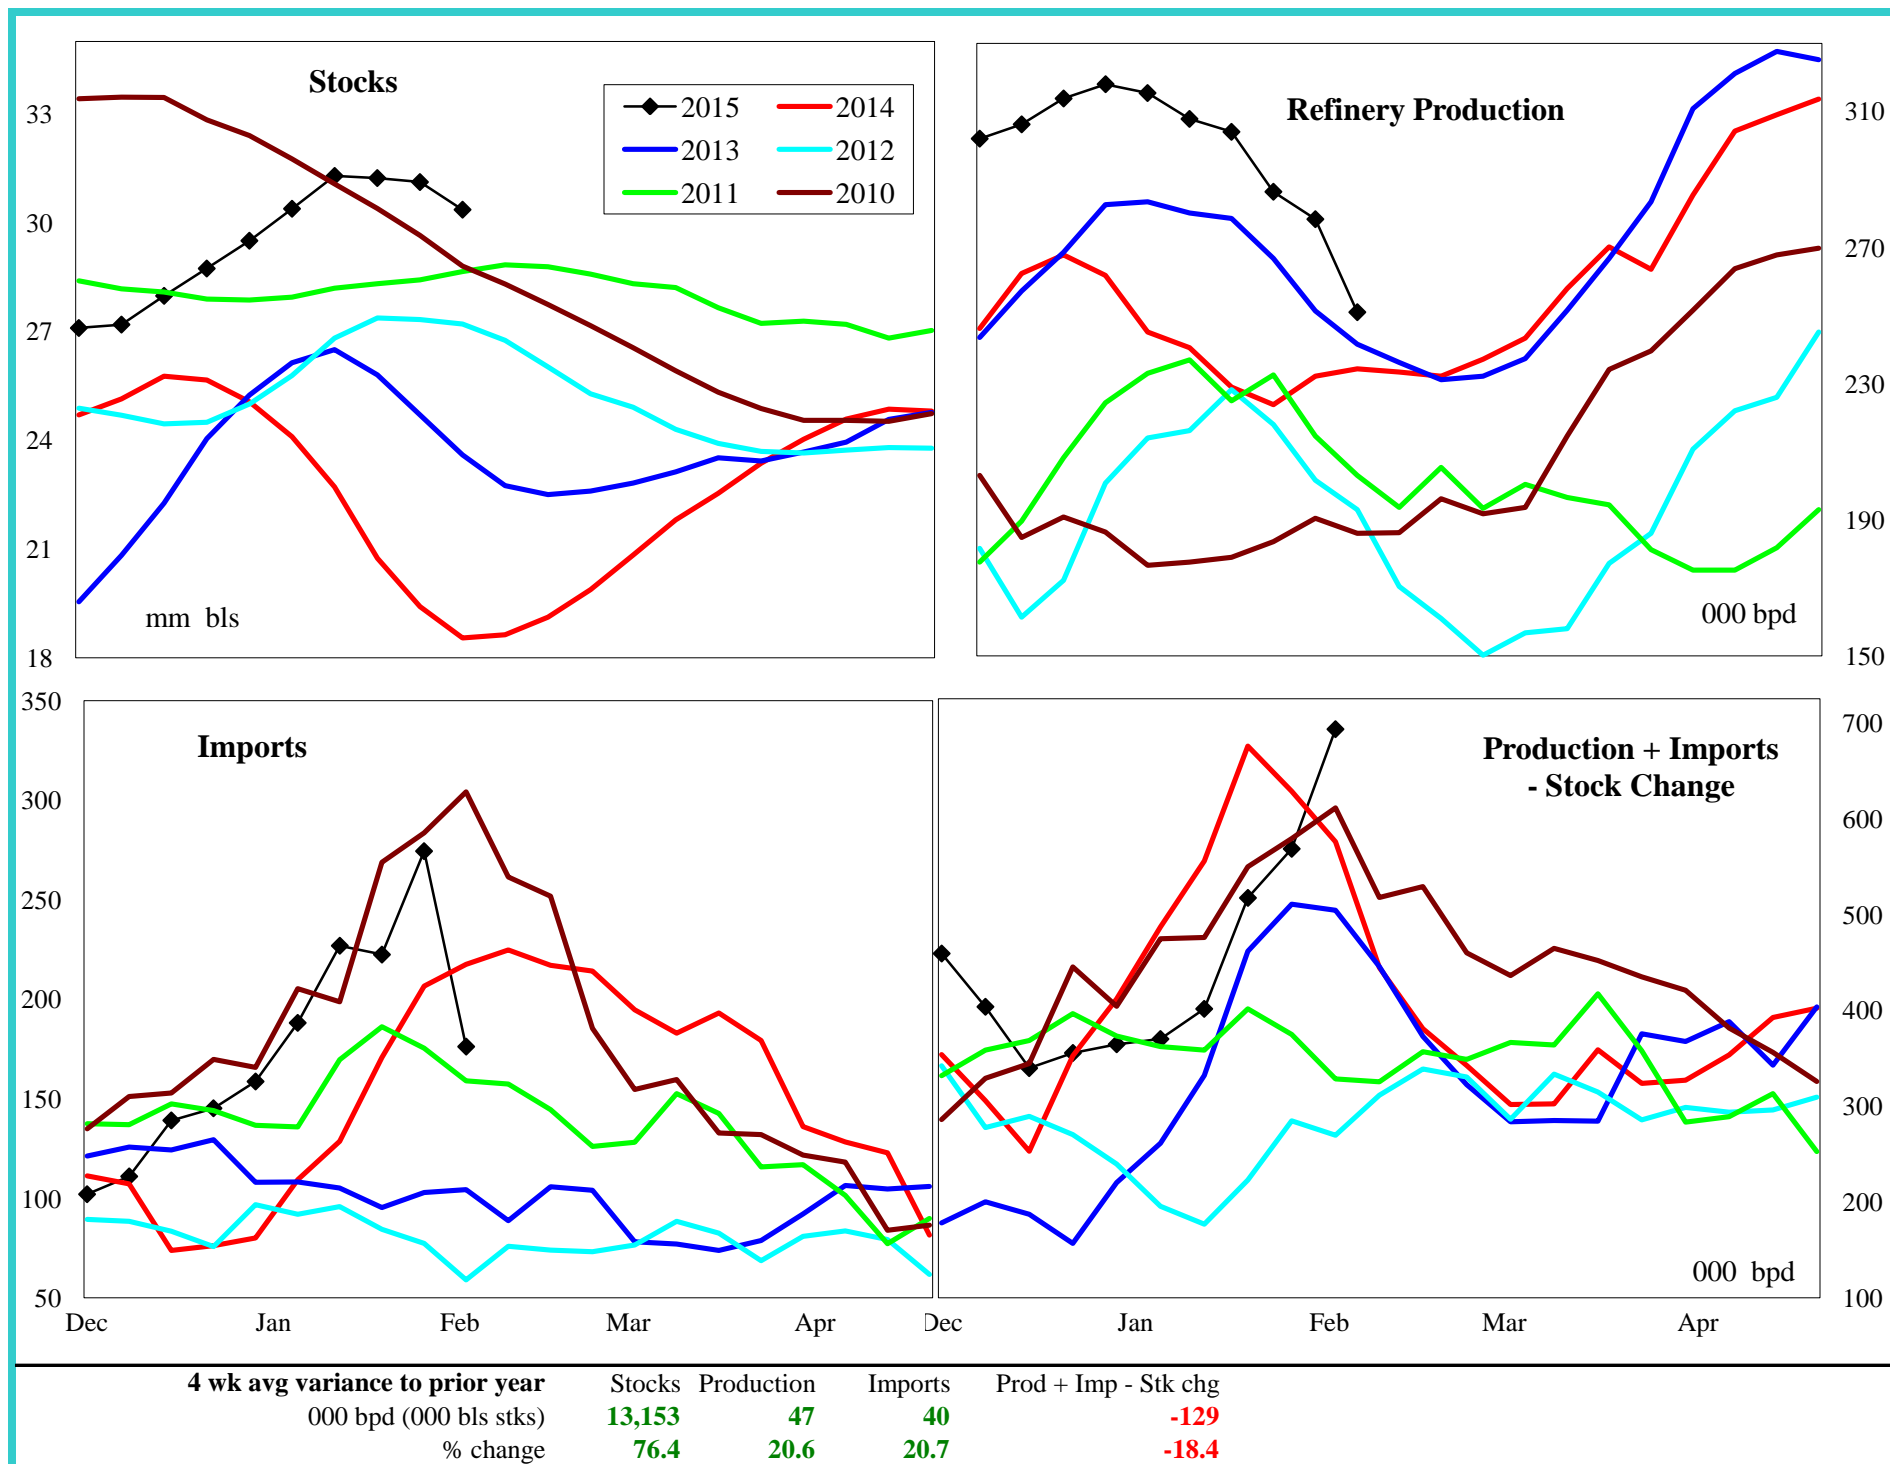 Stocks
33
30
27
24
21
18
2015 2014
2013 2012
2011 2010
mm bls
Refinery Production
310
270
230
190
150
000 bpd
Imports
350
300
250
200
150
100
50
Dec Jan Feb Mar Apr
Production + Imports
- Stock Change
700
600
500
400
300
200
100
000 bpd
Dec Jan Feb Mar Apr
4 wk avg variance to prior year Stocks Production Imports Prod + Imp - Stk chg
000 bpd (000 bls stks) 13,153 47 40 -129
% change 76.4 20.6 20.7 -18.4